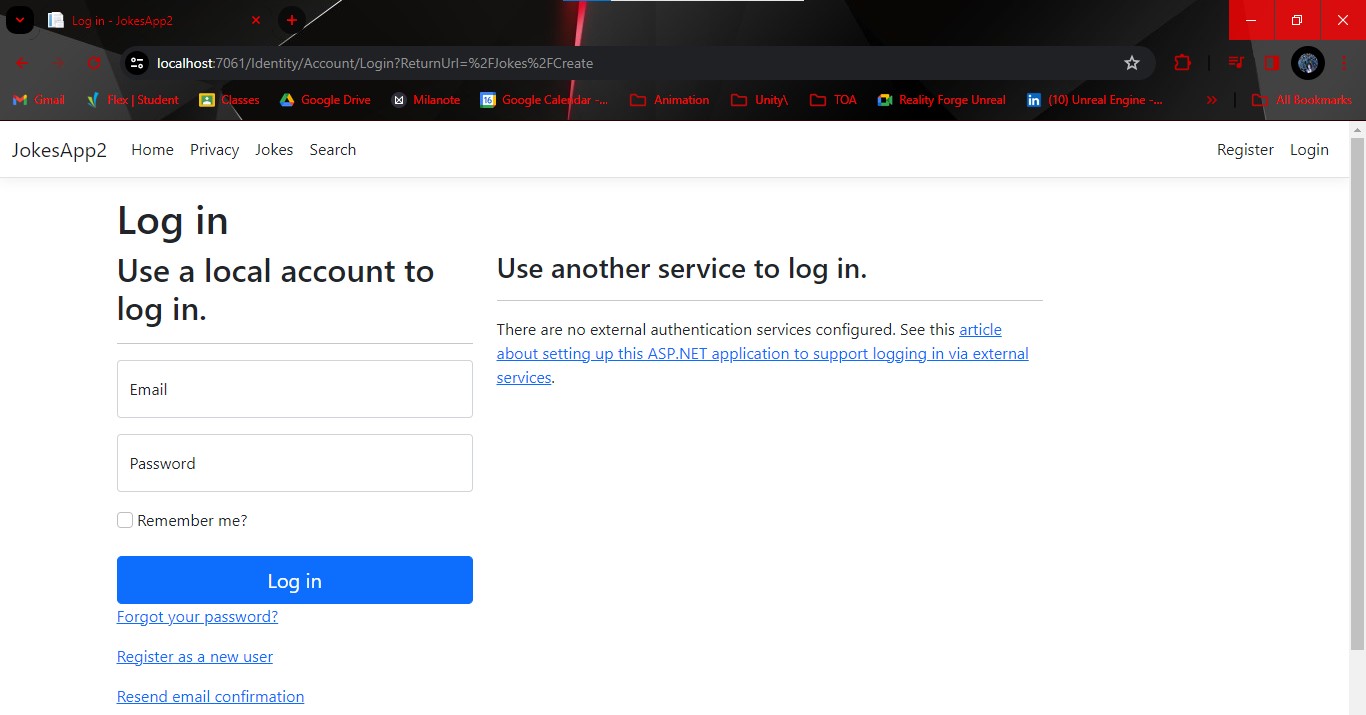 Log in - JokesApp2
localhost:7061/Identity/Account/Login?ReturnUrl=%2FJokes%2FCreate
Gmail Flex | Student Classes Google Drive Milanote 16 Google Calendar -... Animation Unity\ TOA Reality Forge Unreal in (10) Unreal Engine -... » All Bookmarks
JokesApp2 Home Privacy Jokes Search Register Login
Log in
Use a local account to
log in.
Email
Password
Remember me?
Log in
Forgot your password?
Register as a new user
Resend email confirmation
Use another service to log in.
There are no external authentication services configured. See this article
about setting up this ASP.NET application to support logging in via external
services.